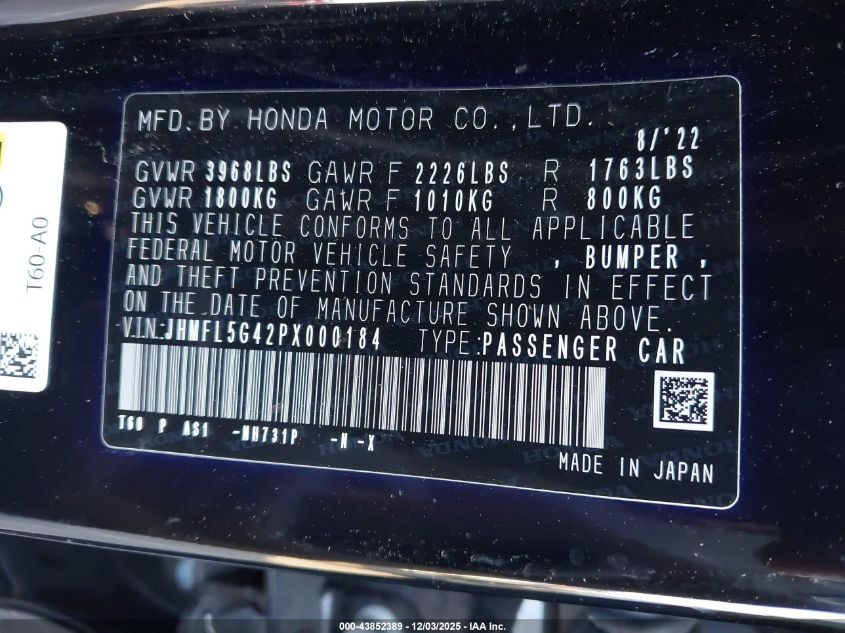 MFD. BY HONDA MOTOR CO., LTD.
8/'22
GVWR 3968LBS GAWR F 2226LBS R 1763LBS
GVWR 1800KG GAWR F 1010KG R 800KG
THIS VEHICLE CONFORMS TO ALL APPLICABLE
FEDERAL MOTOR VEHICLE SAFETY , BUMPER ,
AND THEFT PREVENTION STANDARDS IN EFFECT
ON THE DATE OF MANUFACTURE SHOWN ABOVE.
VIN:JHMFL5G42PX000184 TYPE:PASSENGER CAR
T60 P AS1 -NH731P -N -X
MADE IN JAPAN
T60-A0
000-43852389 - 12/03/2025 - IAA Inc.